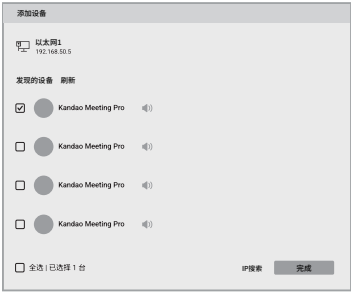 添加设备
以太网1
192.168.50.5
发现的设备 刷新
Kandao Meeting Pro
Kandao Meeting Pro
Kandao Meeting Pro
Kandao Meeting Pro
全选 | 已选择 1 台 IP搜索 完成